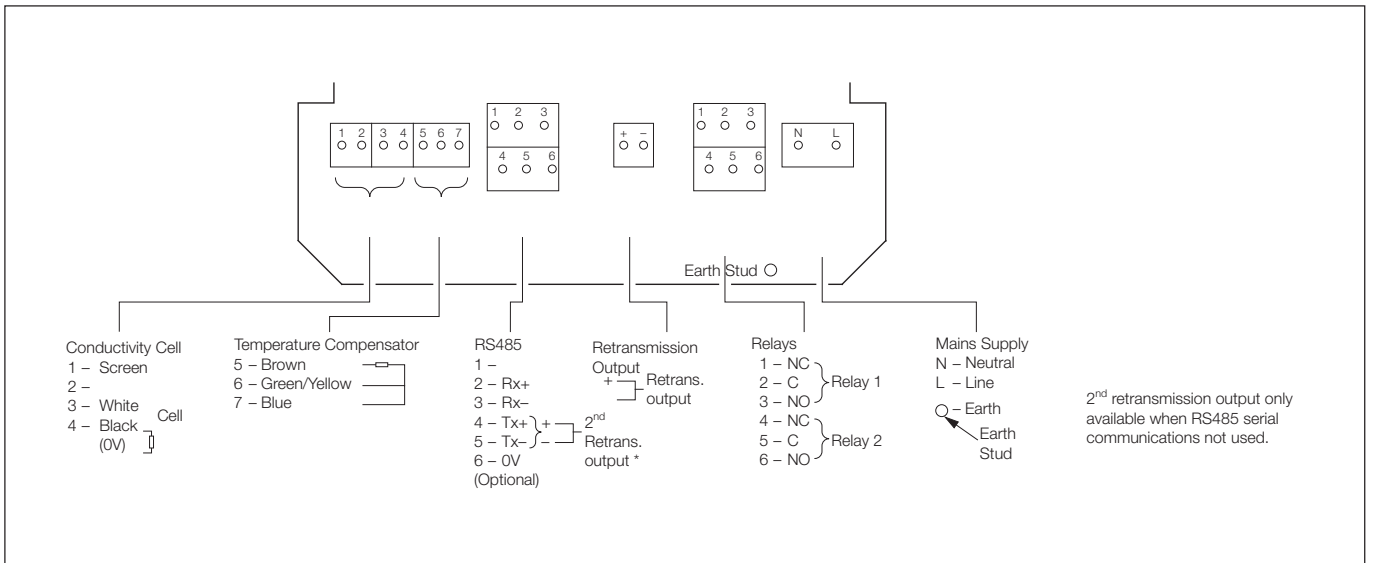 1 2 3 4 5 6 7
1 2 3
4 5 6
+ –
1 2 3
4 5 6
N L
Earth Stud
Conductivity Cell
1 – Screen
2 –
3 – White
4 – Black
(0V)
Cell
Temperature Compensator
5 – Brown
6 – Green/Yellow
7 – Blue
RS485
1 –
2 – Rx+
3 – Rx–
4 – Tx+
5 – Tx–
6 – 0V
(Optional)
+
–
2nd
Retrans.
output *
Retransmission
Output
+
Retrans.
output
Relays
1 – NC
2 – C
3 – NO
4 – NC
5 – C
6 – NO
Relay 1
Relay 2
Mains Supply
N – Neutral
L – Line
– Earth
Earth
Stud
2nd retransmission output only
available when RS485 serial
communications not used.